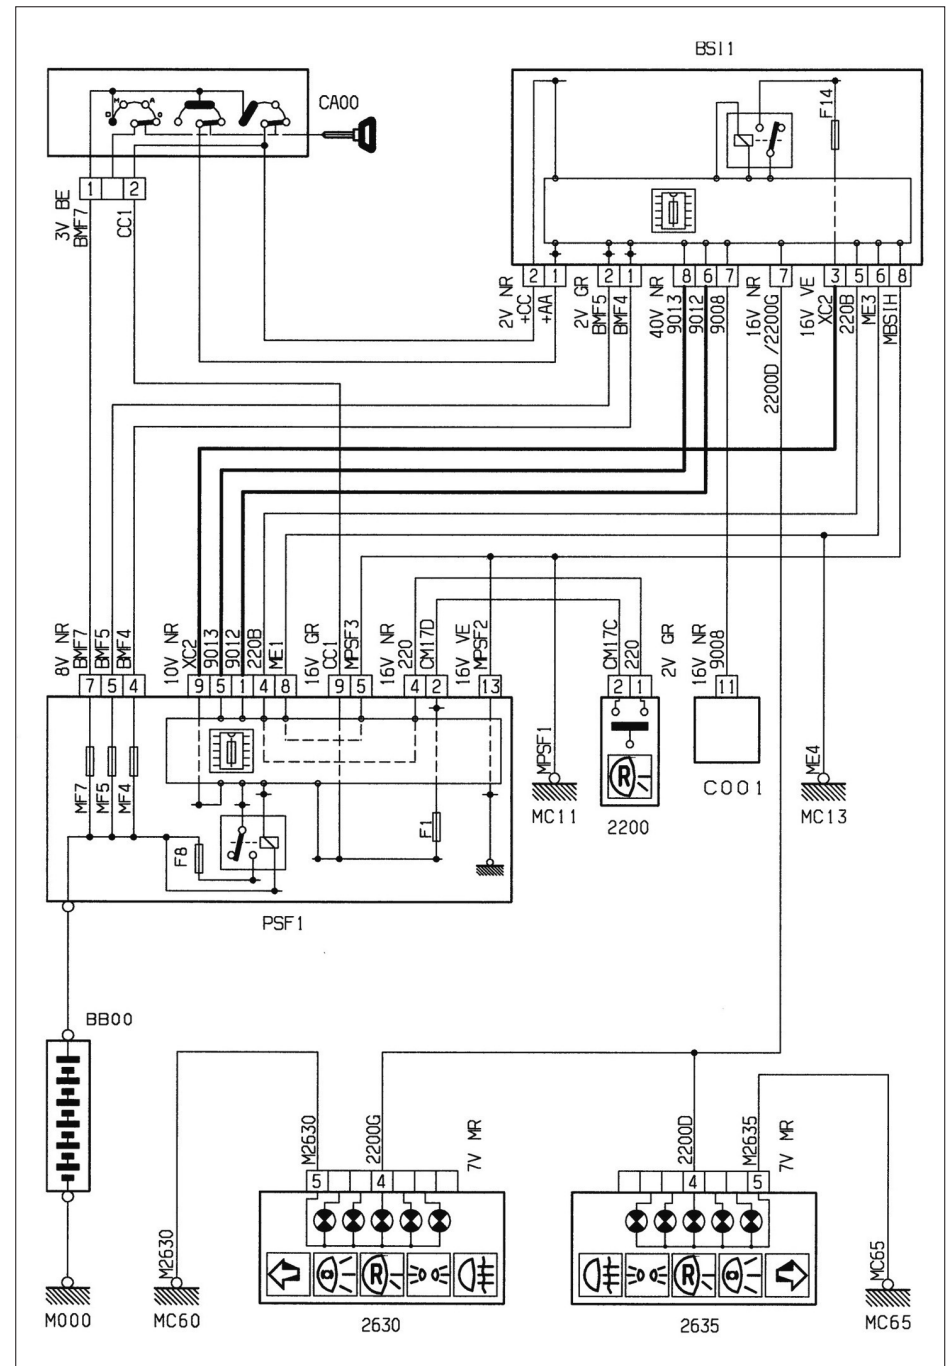 BSI1
CA00
M A
D
F14
1 2
3V BE
BMF7
CC1
2 1 2 1 8 6 7 7 3 5 6 8
2V NR
+CC
+AA
2V GR
BMF5
BMF4
40V NR
9013
9012
9008
16V NR
2200D /2200G
16V VE
XC2
220B
ME3
MBSIH
8V NR
BMF7
BMF5
BMF4
10V NR
XC2
9013
9012
220B
ME1
16V GR
CC1
MPSF3
16V NR
220
CM17D
16V VE
MPSF2
CM17C
220
2V GR
16V NR
9008
7 5 4 9 5 1 4 8 9 5 4 2 13
2 1
11
MF7
MF5
MF4
F8
F1
MPSF1
MC11
R
2200
C001
ME4
MC13
PSF1
BB00
M2630
2200G
7V MR
2200D
M2635
7V MR
5 4
4 5
M2630
R
R
MC65
M000
MC60
2630
2635
MC65